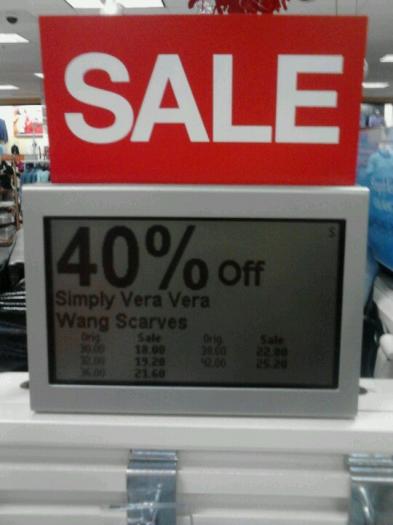 SALE
S
40% Off
Simply Vera Vera
Wang Scarves
Orig. Sale Orig. Sale
30.00 18.00 38.00 22.80
32.00 19.20 42.00 25.20
36.00 21.60